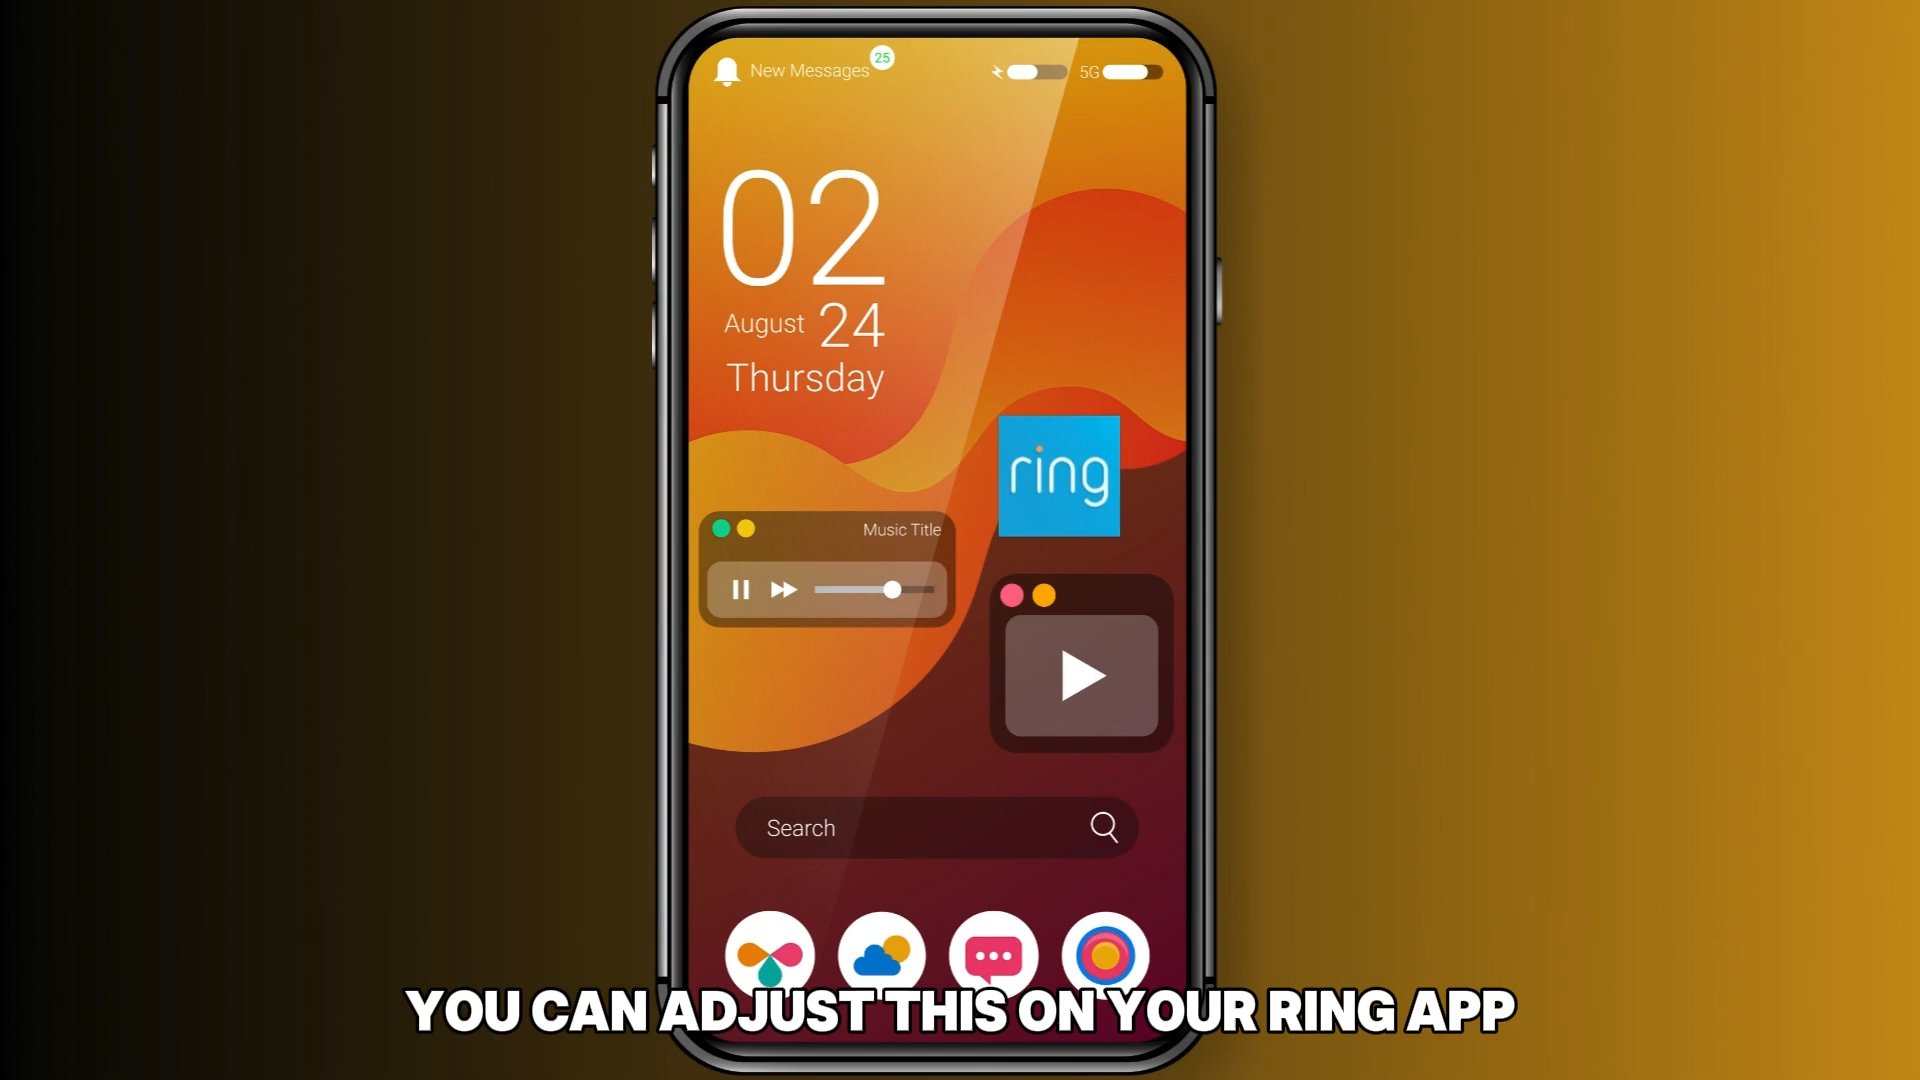 New Messages 25
5G
02
August 24
Thursday
ring
Music Title
Search
YOU CAN ADJUST THIS ON YOUR RING APP